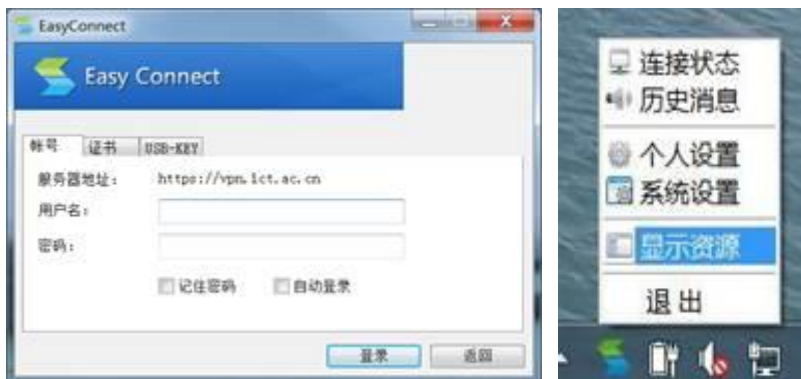 EasyConnect
Easy Connect
帐号 证书 USB-KEY
服务器地址： https://vpn.ict.ac.cn
用户名：
密码：
记住密码 自动登录
登录 返回
连接状态
历史消息
个人设置
系统设置
显示资源
退出